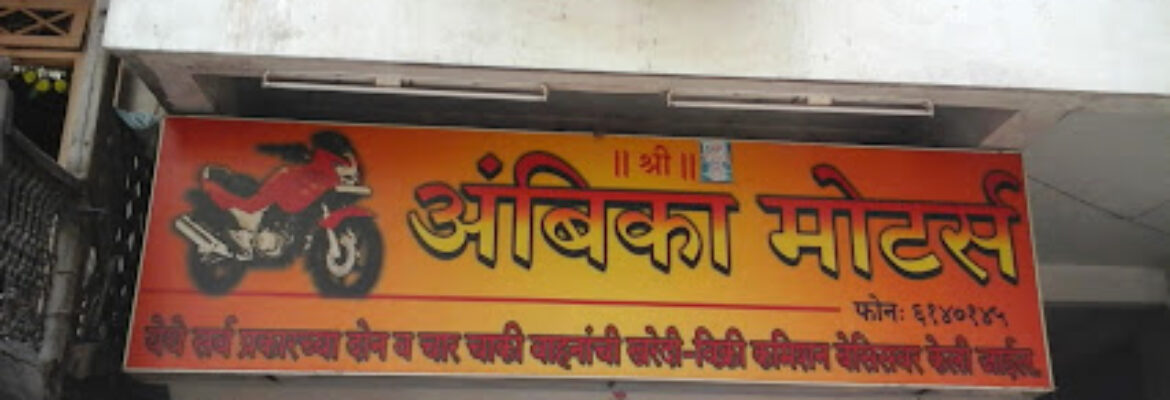 ॥ श्री ॥
अंबिका मोटर्स
फोन: ६१४०१४५
येथे सर्व प्रकारच्या दोन व चार चाकी वाहनांची खरेदी-विक्री कमिशन बेसिसवर केली जाईल.